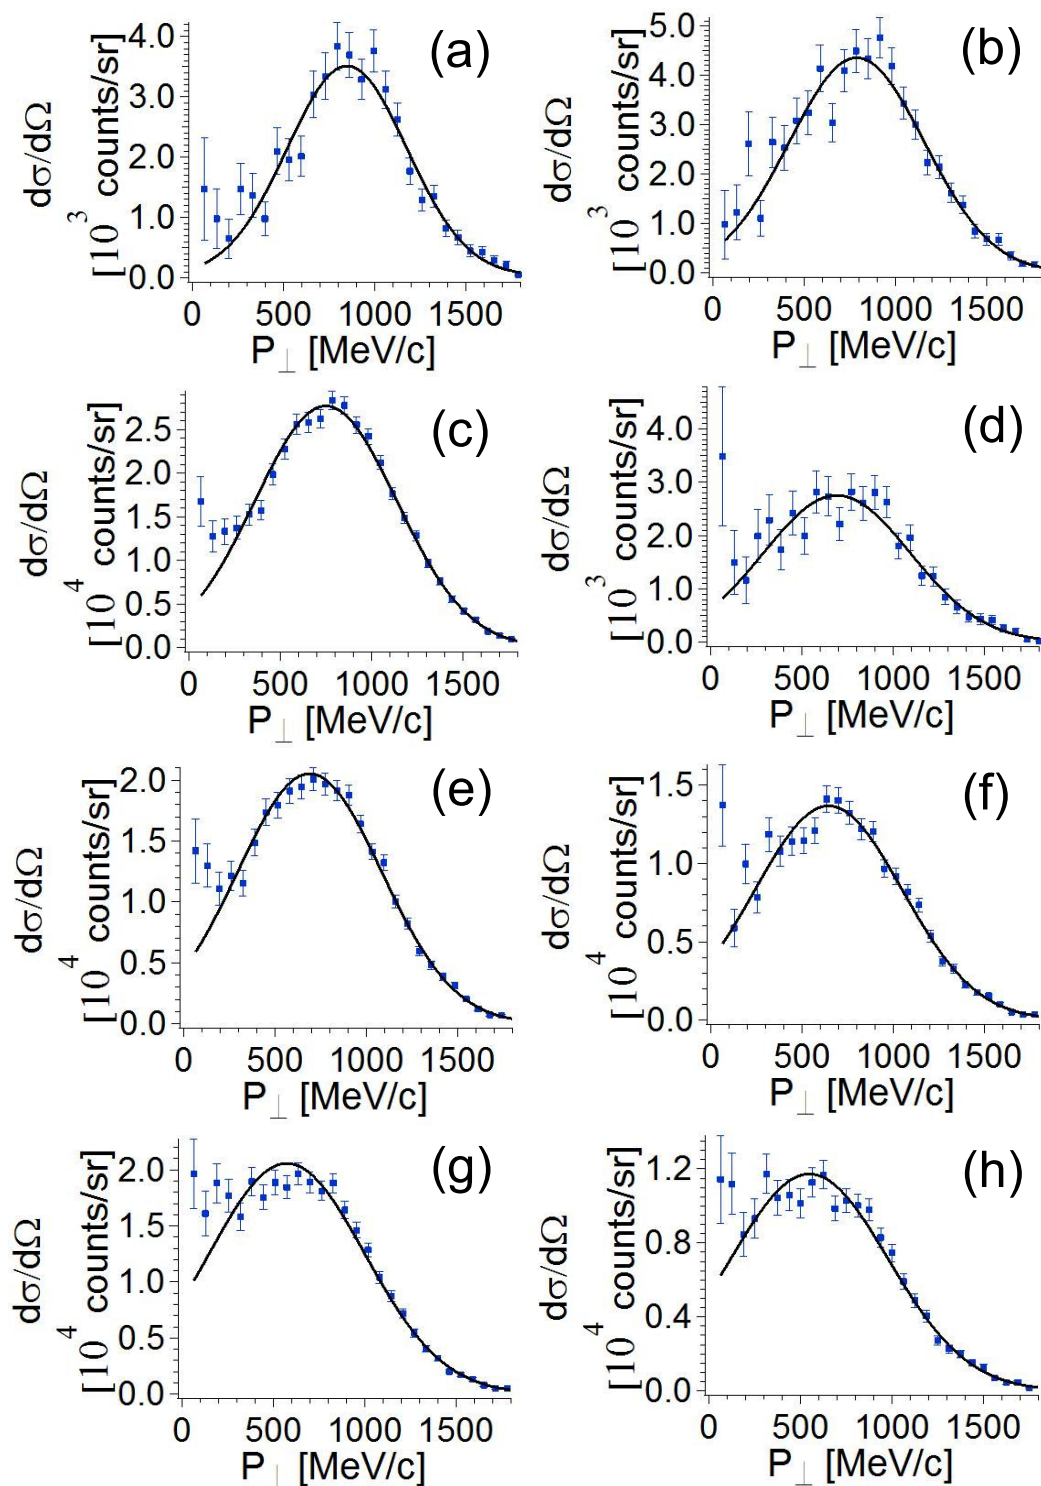 (a)
4.0
3.0
2.0
1.0
0.0
dσ/dΩ
[10³ counts/sr]
0 500 1000 1500
P⊥ [MeV/c]
(b)
5.0
4.0
3.0
2.0
1.0
0.0
dσ/dΩ
[10³ counts/sr]
0 500 1000 1500
P⊥ [MeV/c]
(c)
2.5
2.0
1.5
1.0
0.5
0.0
dσ/dΩ
[10⁴ counts/sr]
0 500 1000 1500
P⊥ [MeV/c]
(d)
4.0
3.0
2.0
1.0
0.0
dσ/dΩ
[10³ counts/sr]
0 500 1000 1500
P⊥ [MeV/c]
(e)
2.0
1.5
1.0
0.5
0.0
dσ/dΩ
[10⁴ counts/sr]
0 500 1000 1500
P⊥ [MeV/c]
(f)
1.5
1.0
0.5
0.0
dσ/dΩ
[10⁴ counts/sr]
0 500 1000 1500
P⊥ [MeV/c]
(g)
2.0
1.5
1.0
0.5
0.0
dσ/dΩ
[10⁴ counts/sr]
0 500 1000 1500
P⊥ [MeV/c]
(h)
1.2
0.8
0.4
0.0
dσ/dΩ
[10⁴ counts/sr]
0 500 1000 1500
P⊥ [MeV/c]